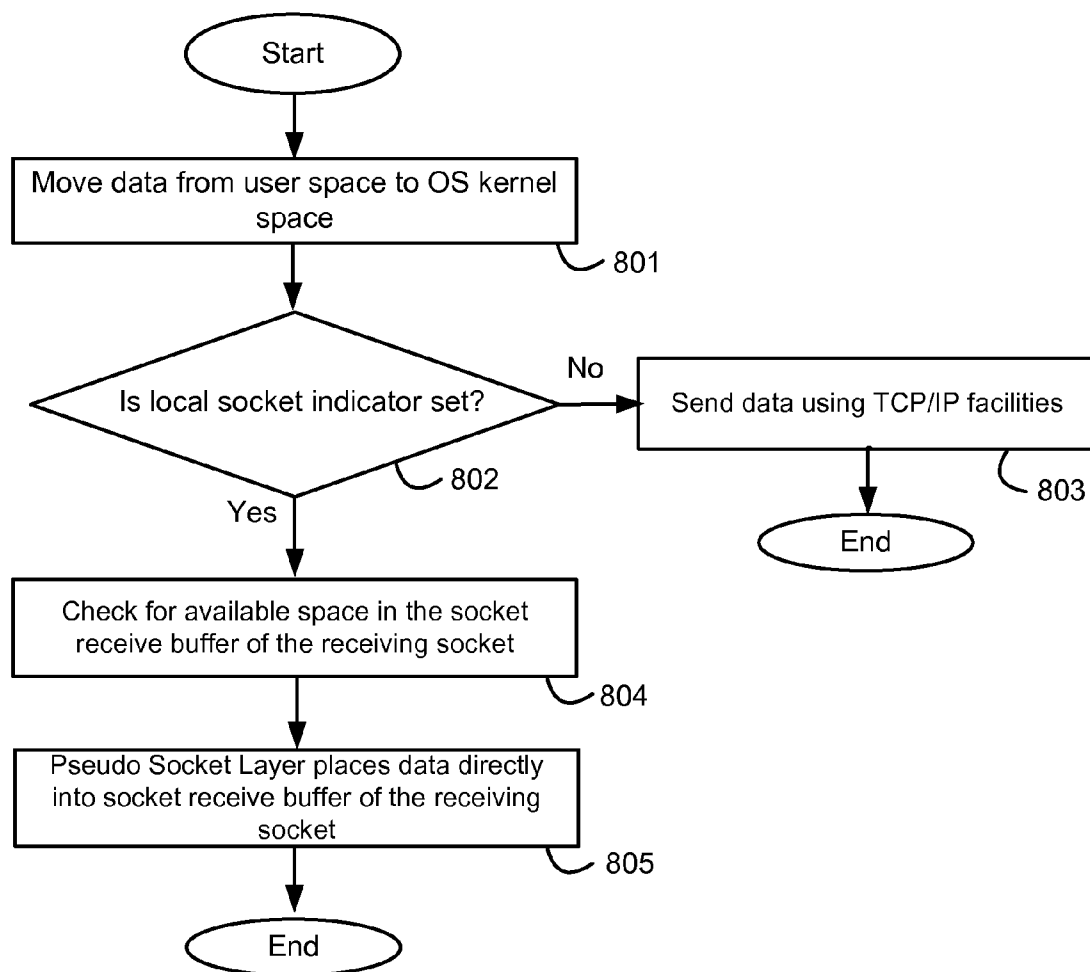 Start
Move data from user space to OS kernel
space
801
Is local socket indicator set?
802
No
Send data using TCP/IP facilities
803
End
Yes
Check for available space in the socket
receive buffer of the receiving socket
804
Pseudo Socket Layer places data directly
into socket receive buffer of the receiving
socket
805
End